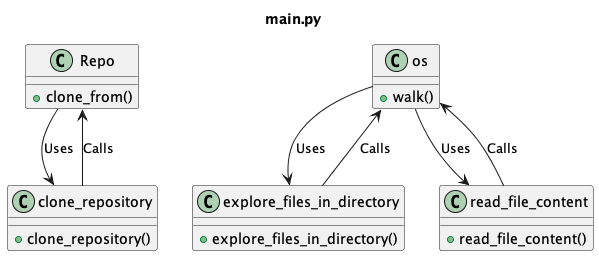 main.py
C Repo
clone_from()
C os
walk()
Uses
Calls
Uses
Calls
Uses
Calls
C clone_repository
clone_repository()
C explore_files_in_directory
explore_files_in_directory()
C read_file_content
read_file_content()